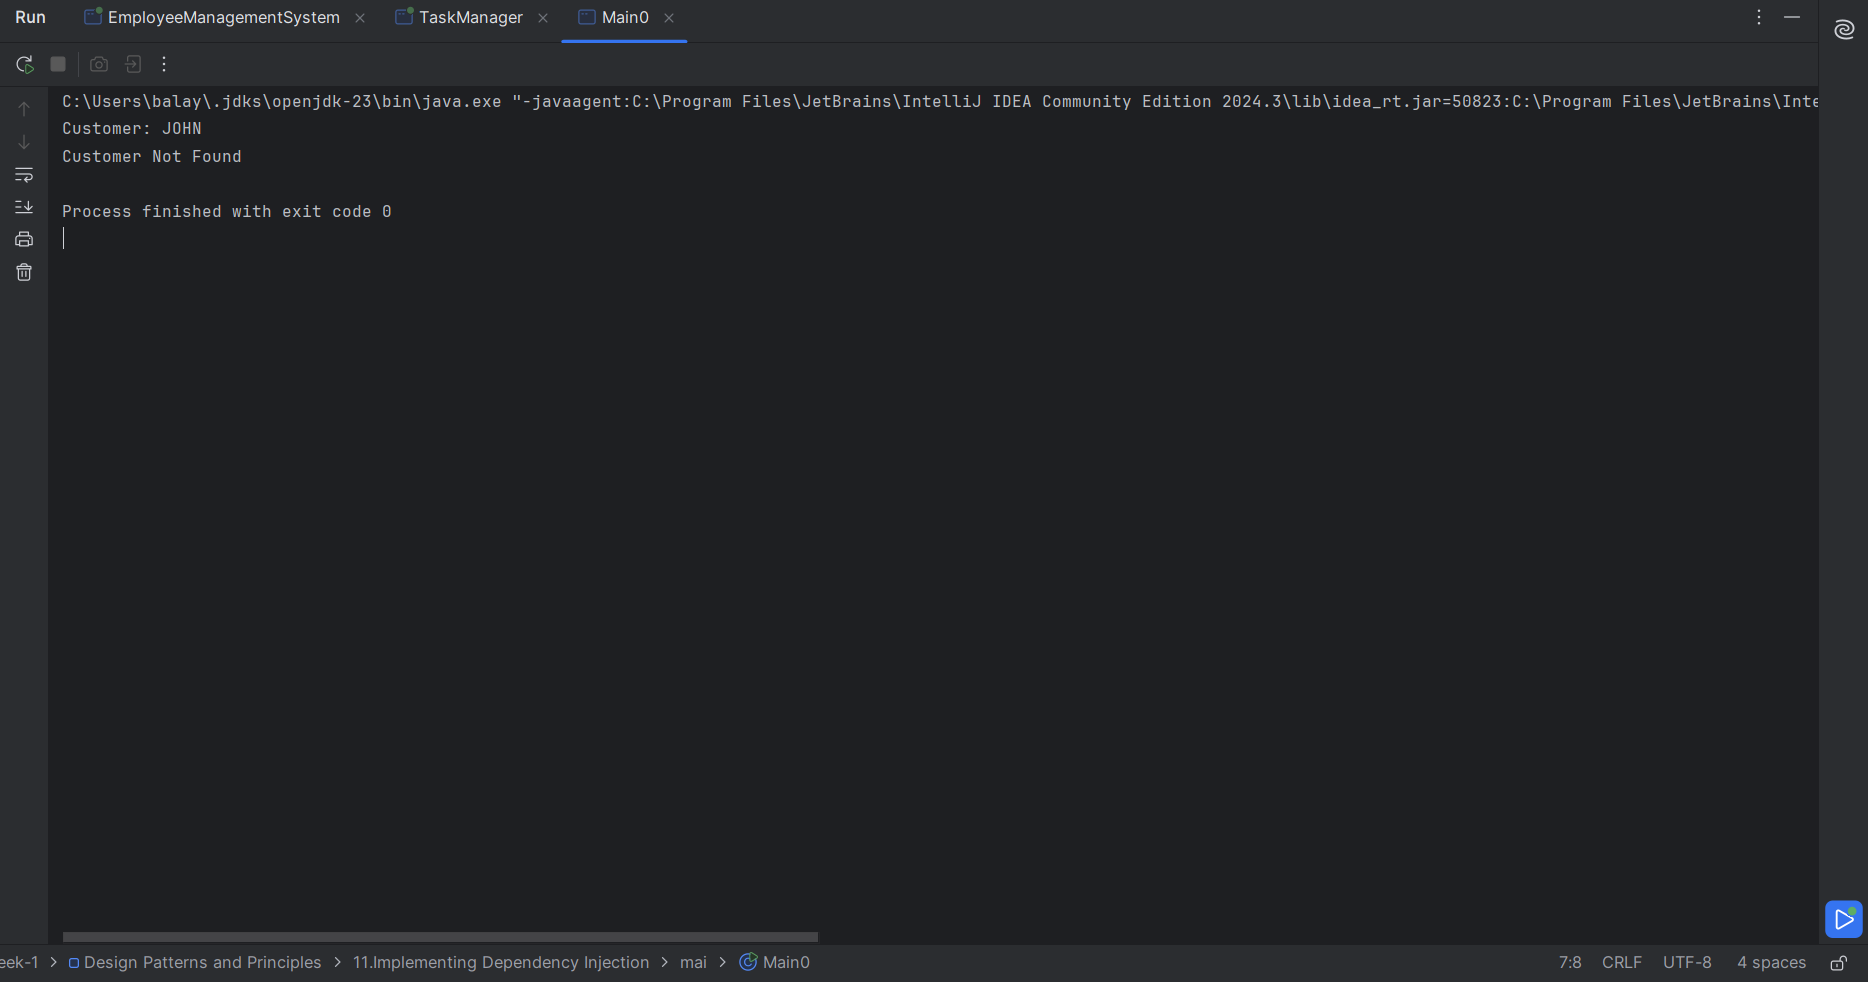 Run EmployeeManagementSystem TaskManager Main0
C:\Users\balay\.jdks\openjdk-23\bin\java.exe "-javaagent:C:\Program Files\JetBrains\IntelliJ IDEA Community Edition 2024.3\lib\idea_rt.jar=50823:C:\Program Files\JetBrains\Inte
Customer: JOHN
Customer Not Found
Process finished with exit code 0
eek-1 > Design Patterns and Principles > 11.Implementing Dependency Injection > mai > Main0 7:8 CRLF UTF-8 4 spaces